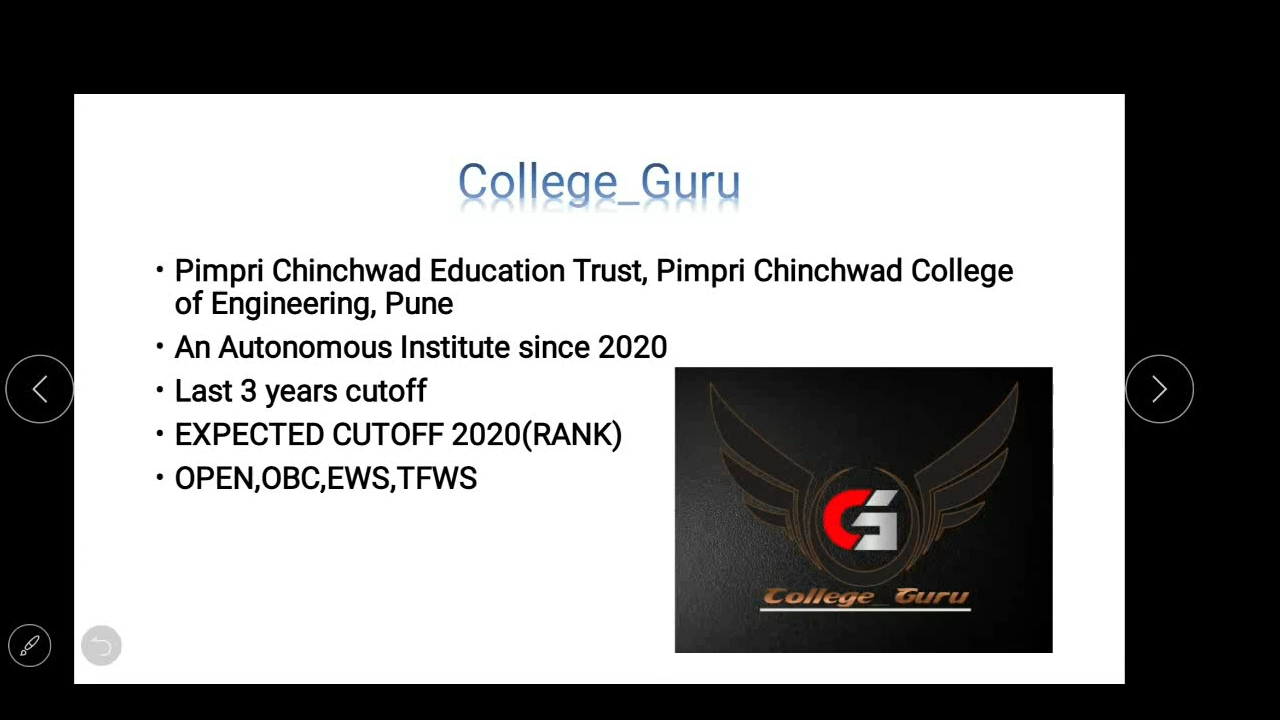 College_Guru
• Pimpri Chinchwad Education Trust, Pimpri Chinchwad College
of Engineering, Pune
• An Autonomous Institute since 2020
• Last 3 years cutoff
• EXPECTED CUTOFF 2020(RANK)
• OPEN,OBC,EWS,TFWS
CG
College_Guru